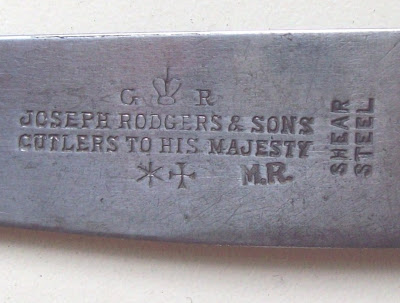 G R
JOSEPH RODGERS & SONS
CUTLERS TO HIS MAJESTY
M.R.
SHEAR
STEEL